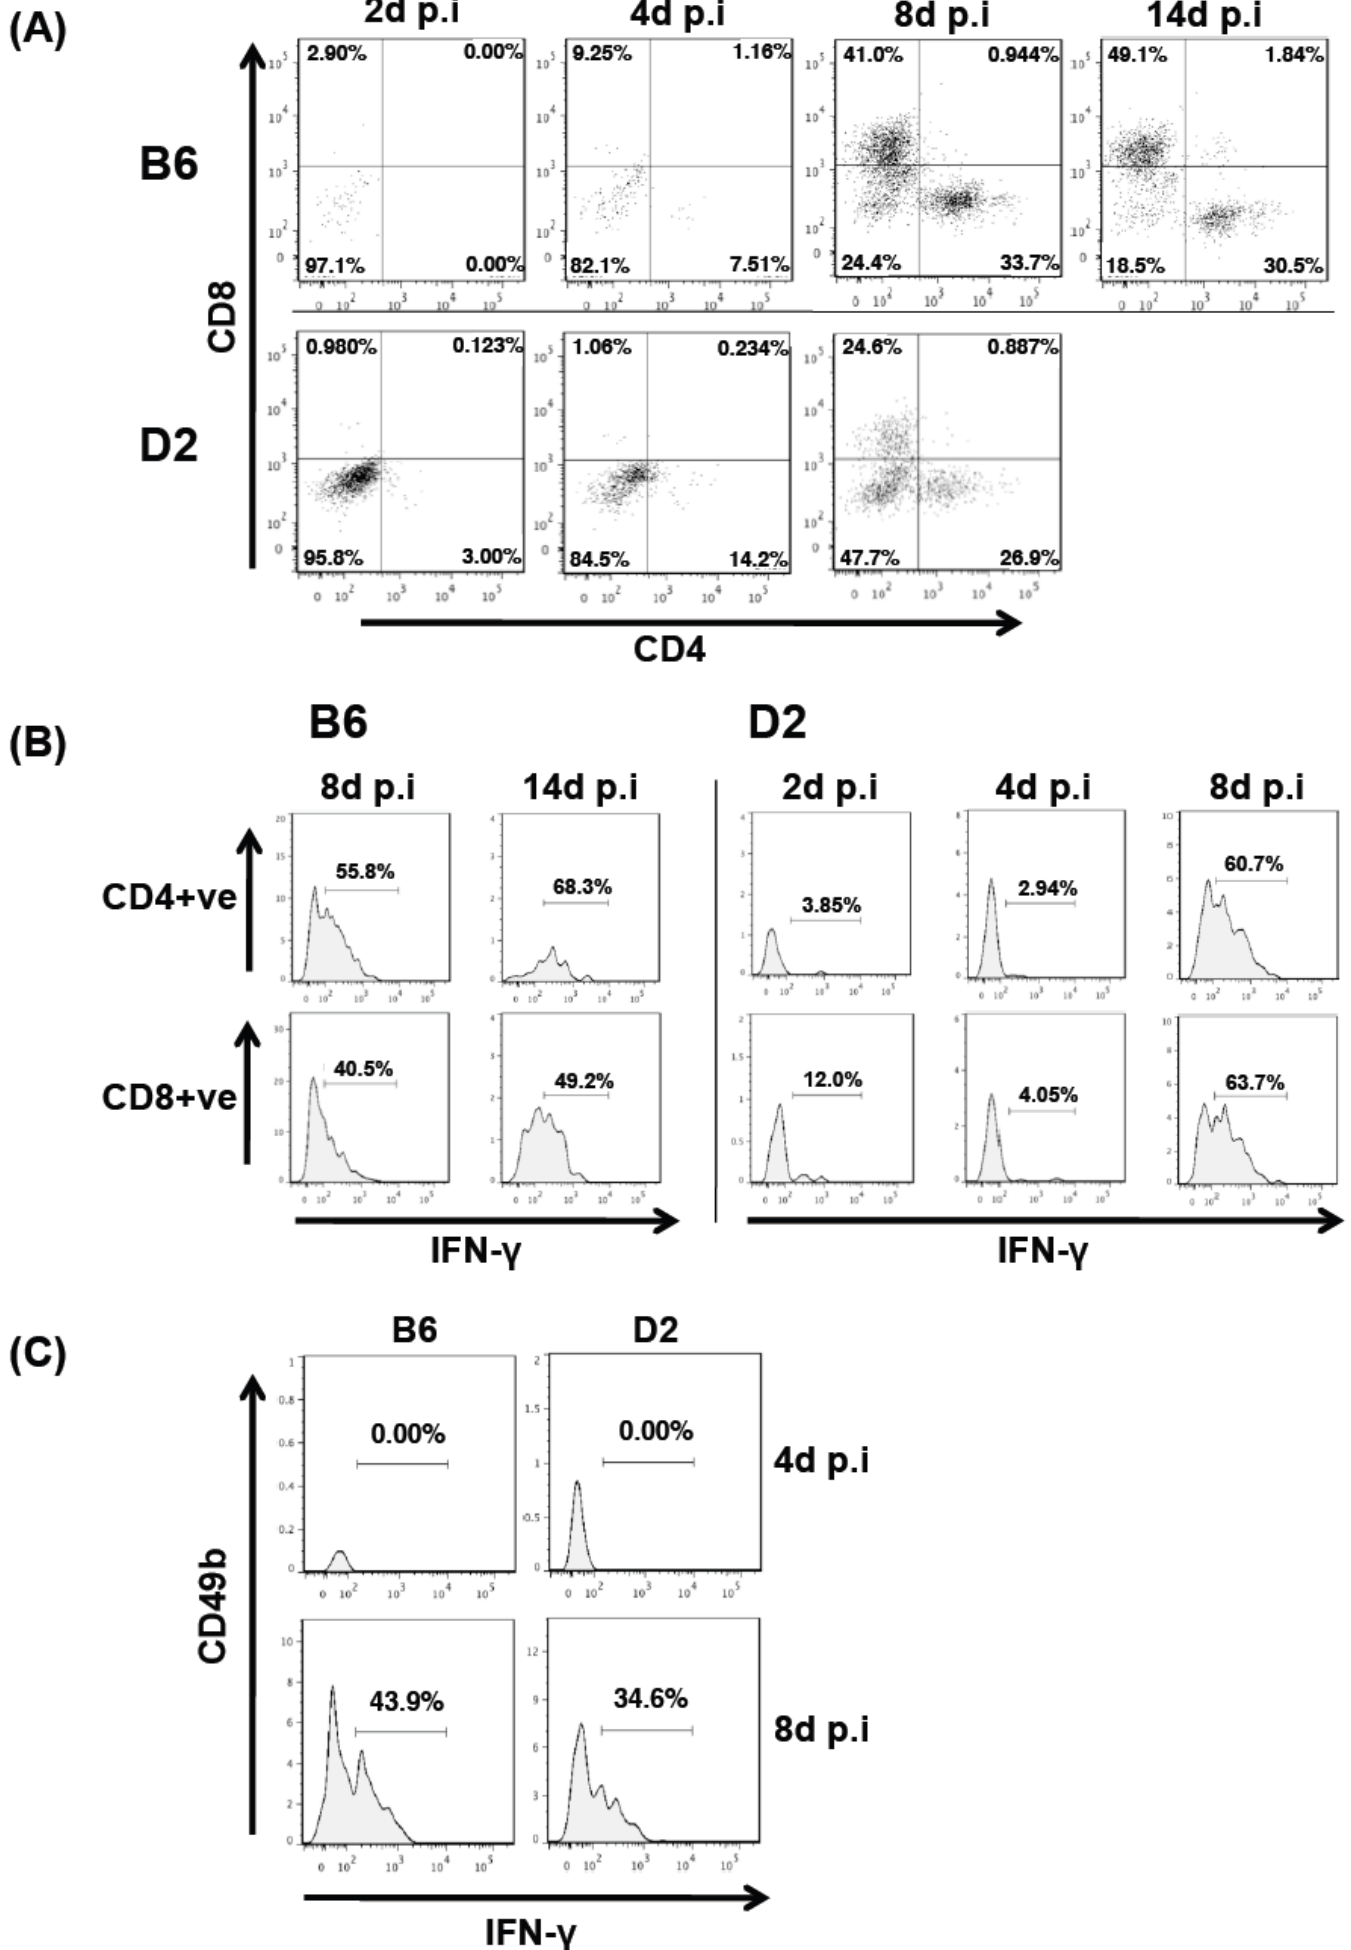 (A)
2d p.i 4d p.i 8d p.i 14d p.i
B6
2.90% 0.00% 9.25% 1.16% 41.0% 0.944% 49.1% 1.84%
97.1% 0.00% 82.1% 7.51% 24.4% 33.7% 18.5% 30.5%
CD8
D2
0.980% 0.123% 1.06% 0.234% 24.6% 0.887%
95.8% 3.00% 84.5% 14.2% 47.7% 26.9%
CD4
(B)
B6 D2
8d p.i 14d p.i 2d p.i 4d p.i 8d p.i
CD4+ve
55.8% 68.3% 3.85% 2.94% 60.7%
CD8+ve
40.5% 49.2% 12.0% 4.05% 63.7%
IFN-γ IFN-γ
(C)
B6 D2
0.00% 0.00%
4d p.i
CD49b
43.9% 34.6%
8d p.i
IFN-γ